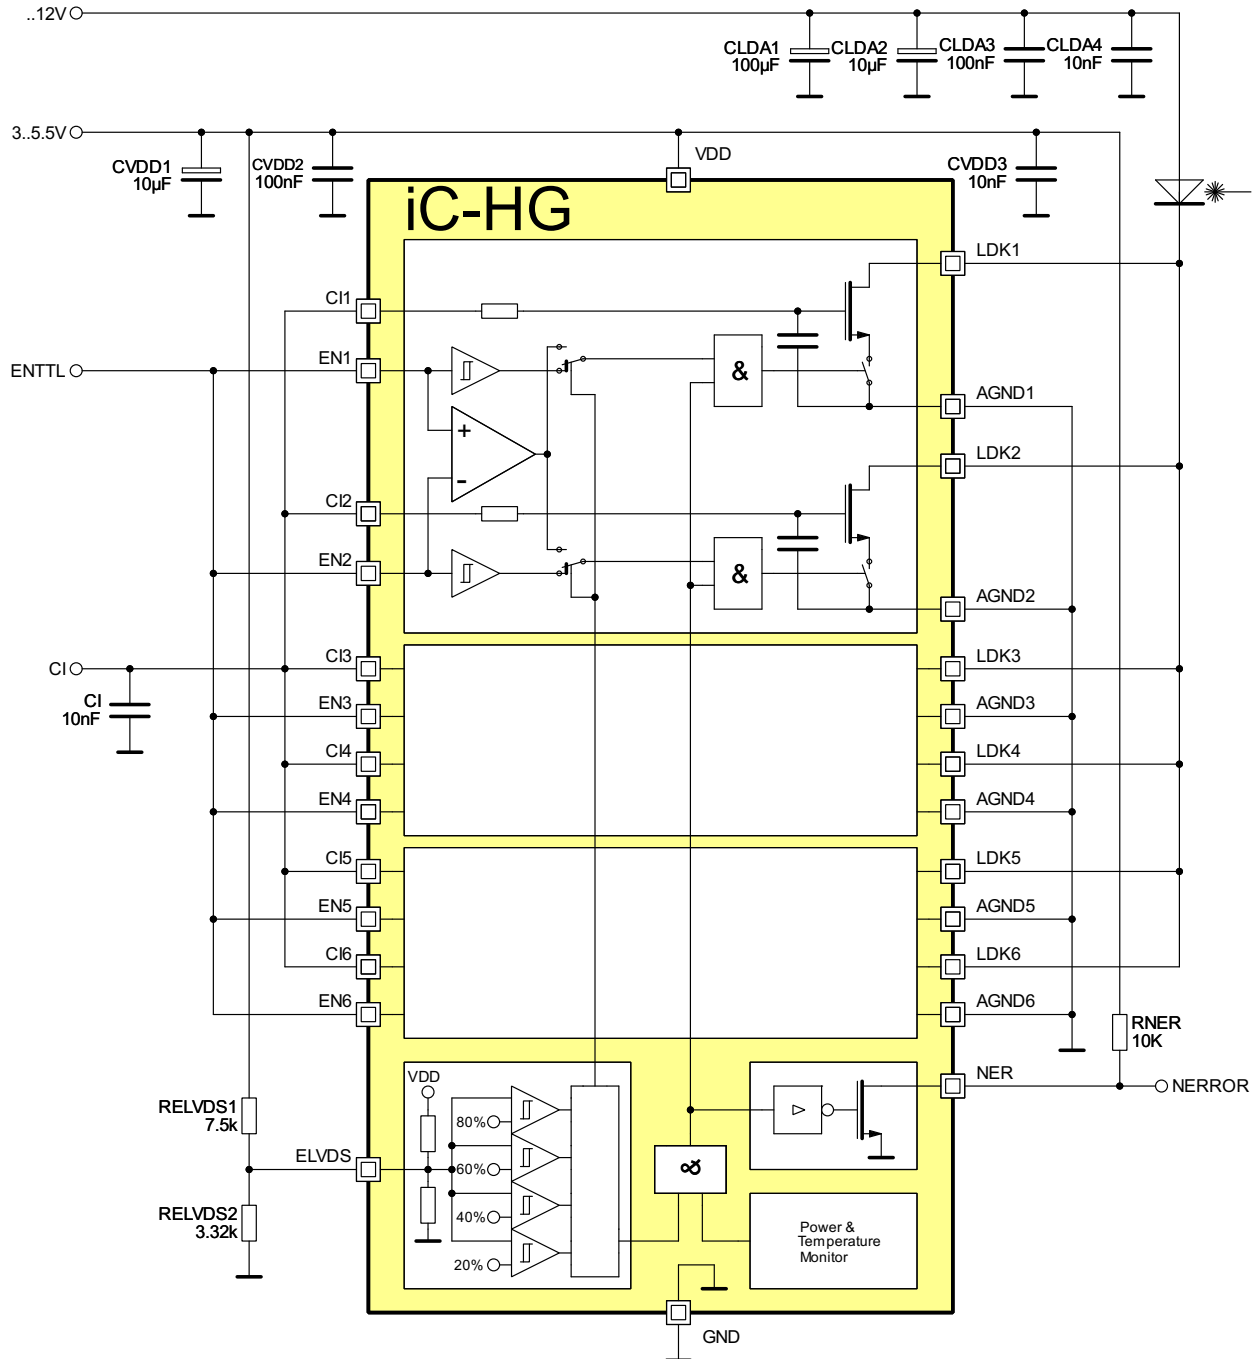 ..12V
CLDA1
100µF
CLDA2
10µF
CLDA3
100nF
CLDA4
10nF
3..5.5V
CVDD1
10µF
CVDD2
100nF
VDD
CVDD3
10nF
iC-HG
LDK1
CI1
EN1
ENTTL
&
AGND1
+
-
LDK2
CI2
EN2
&
AGND2
CI3
LDK3
CI
CI
10nF
EN3
AGND3
CI4
LDK4
EN4
AGND4
CI5
LDK5
EN5
AGND5
CI6
LDK6
EN6
AGND6
RNER
10K
NER
NERROR
VDD
RELVDS1
7.5k
80%
ELVDS
60%
&
RELVDS2
3.32k
40%
20%
Power &
Temperature
Monitor
GND